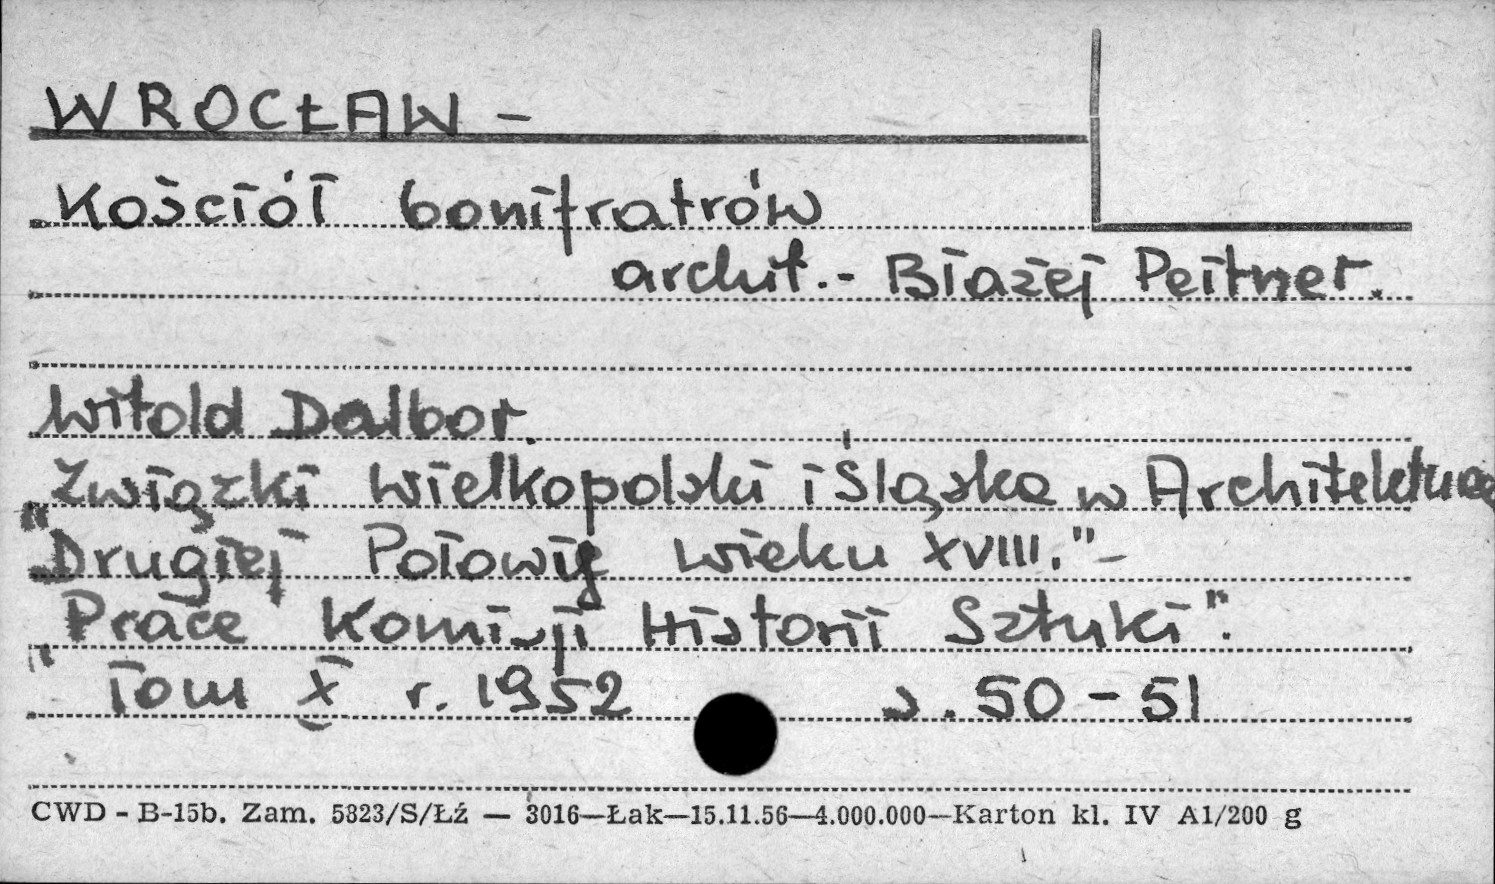 WROCŁAW -
Kościół bonifratrów
archit. - Błażej Peitner.
Witold Dalbor.
"Związki Wielkopolski i Śląska w Architekturze
Drugiej Połowie wieku XVIII." -
"Prace Komisji Historii Sztuki".
Tom X r. 1952 s. 50 - 51
CWD - B-15b. Zam. 5823/S/Łź — 3016—Łak—15.11.56—4.000.000—Karton kl. IV A1/200 g